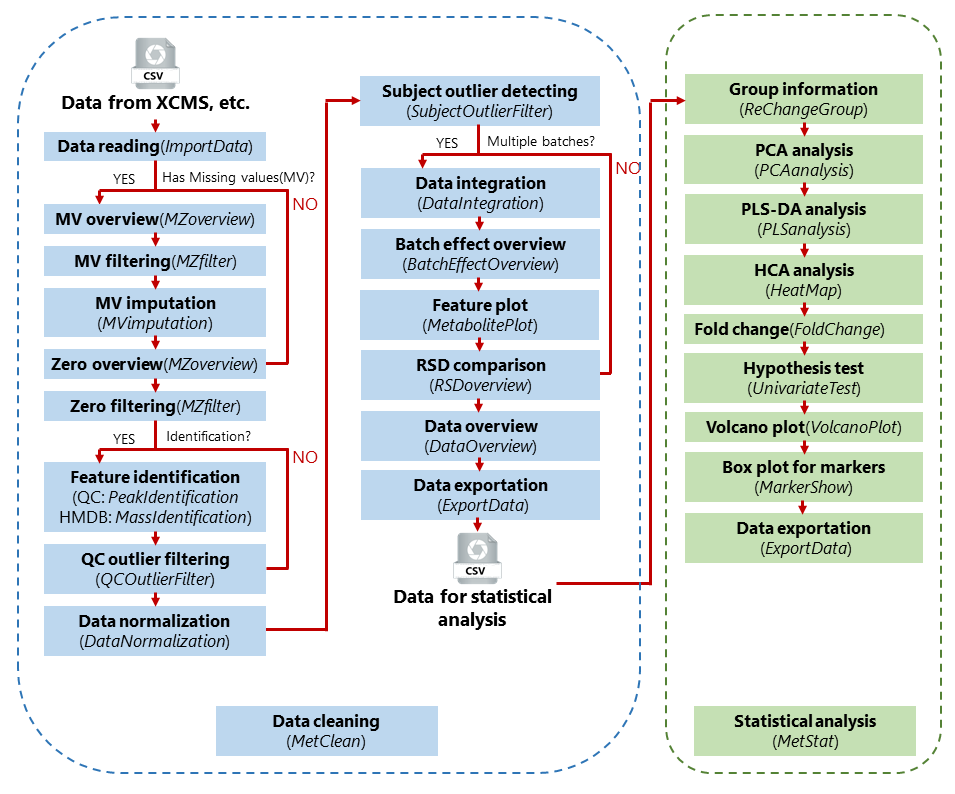 CSV
Data from XCMS, etc.
Data reading(ImportData)
YES
Has Missing values(MV)?
NO
MV overview(MZoverview)
MV filtering(MZfilter)
MV imputation
(MVimputation)
Zero overview(MZoverview)
Zero filtering(MZfilter)
YES
Identification?
NO
Feature identification
(QC: PeakIdentification
HMDB: MassIdentification)
QC outlier filtering
(QCOutlierFilter)
Data normalization
(DataNormalization)
Subject outlier detecting
(SubjectOutlierFilter)
YES
Multiple batches?
NO
Data integration
(DataIntegration)
Batch effect overview
(BatchEffectOverview)
Feature plot
(MetabolitePlot)
RSD comparison
(RSDoverview)
Data overview
(DataOverview)
Data exportation
(ExportData)
CSV
Data for statistical
analysis
Data cleaning
(MetClean)
Group information
(ReChangeGroup)
PCA analysis
(PCAanalysis)
PLS-DA analysis
(PLSanalysis)
HCA analysis
(HeatMap)
Fold change(FoldChange)
Hypothesis test
(UnivariateTest)
Volcano plot(VolcanoPlot)
Box plot for markers
(MarkerShow)
Data exportation
(ExportData)
Statistical analysis
(MetStat)